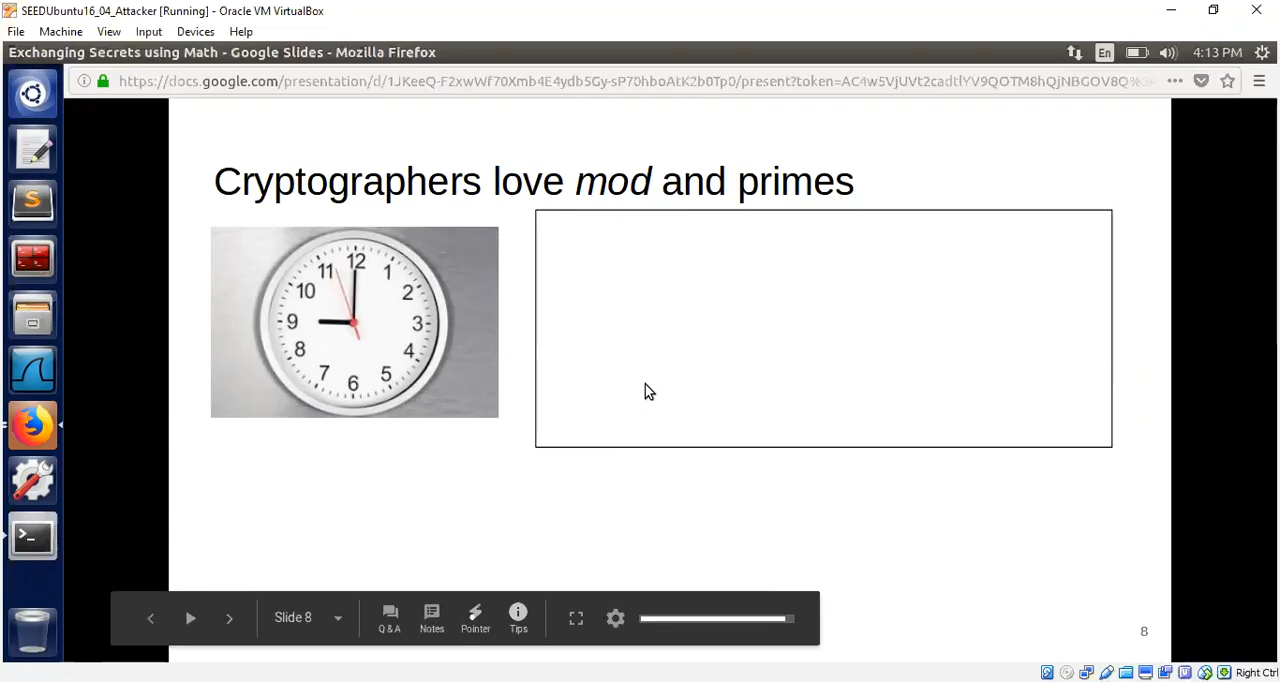 SEEDUbuntu16_04_Attacker [Running] - Oracle VM VirtualBox
File Machine View Input Devices Help
Exchanging Secrets using Math - Google Slides - Mozilla Firefox
En 4:13 PM
Cryptographers love mod and primes
12
11 1
10 2
9 3
8 4
7 5
6
Slide 8
Q & A Notes Pointer Tips
8
Right Ctrl